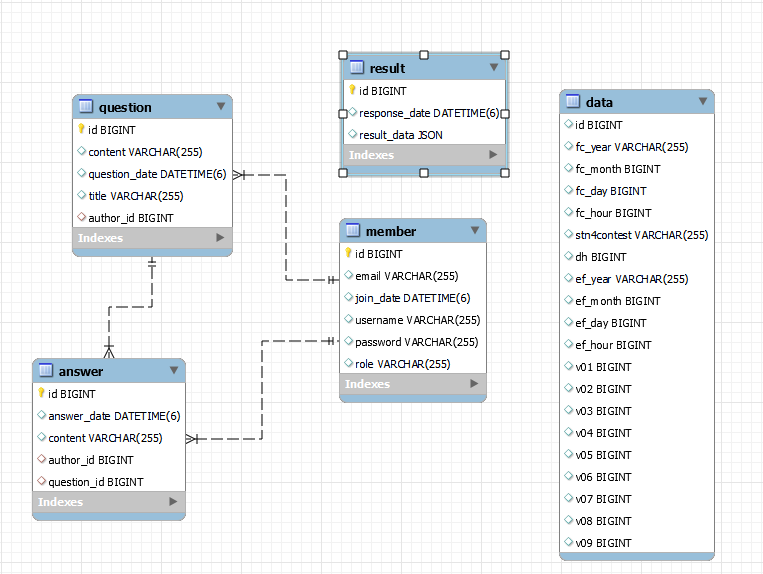 question
id BIGINT
content VARCHAR(255)
question_date DATETIME(6)
title VARCHAR(255)
author_id BIGINT
Indexes
result
id BIGINT
response_date DATETIME(6)
result_data JSON
Indexes
member
id BIGINT
email VARCHAR(255)
join_date DATETIME(6)
username VARCHAR(255)
password VARCHAR(255)
role VARCHAR(255)
Indexes
answer
id BIGINT
answer_date DATETIME(6)
content VARCHAR(255)
author_id BIGINT
question_id BIGINT
Indexes
data
id BIGINT
fc_year VARCHAR(255)
fc_month BIGINT
fc_day BIGINT
fc_hour BIGINT
stn4contest VARCHAR(255)
dh BIGINT
ef_year VARCHAR(255)
ef_month BIGINT
ef_day BIGINT
ef_hour BIGINT
v01 BIGINT
v02 BIGINT
v03 BIGINT
v04 BIGINT
v05 BIGINT
v06 BIGINT
v07 BIGINT
v08 BIGINT
v09 BIGINT